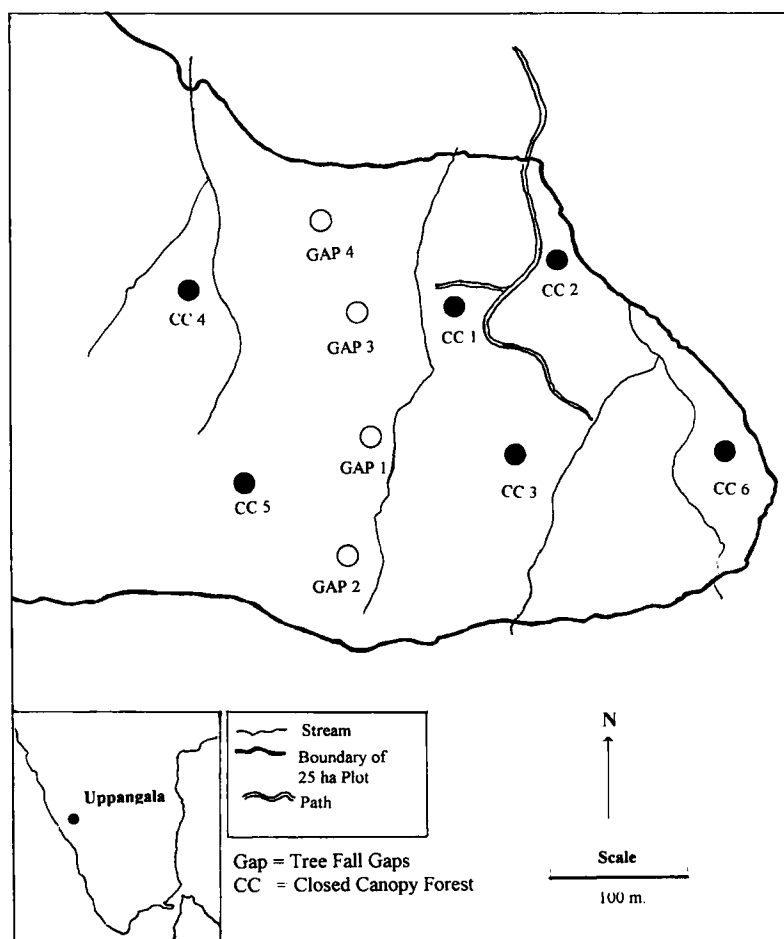 GAP 4
CC 2
CC 4
GAP 3
CC 1
GAP 1
CC 3
CC 6
CC 5
GAP 2
Uppangala
Stream
Boundary of
25 ha Plot
Path
Gap = Tree Fall Gaps
CC = Closed Canopy Forest
N
Scale
100 m.